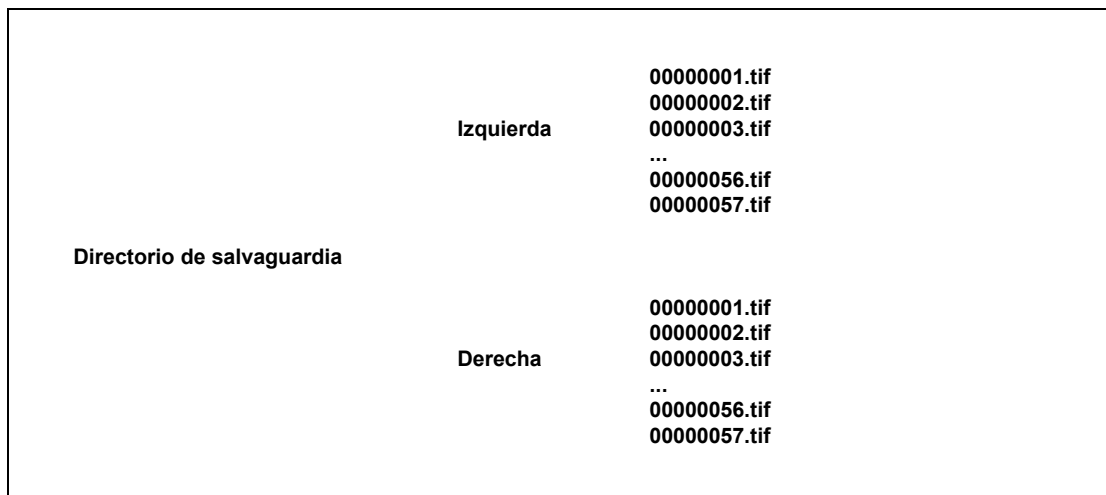 00000001.tif
00000002.tif
Izquierda 00000003.tif
...
00000056.tif
00000057.tif
Directorio de salvaguardia
00000001.tif
00000002.tif
Derecha 00000003.tif
...
00000056.tif
00000057.tif